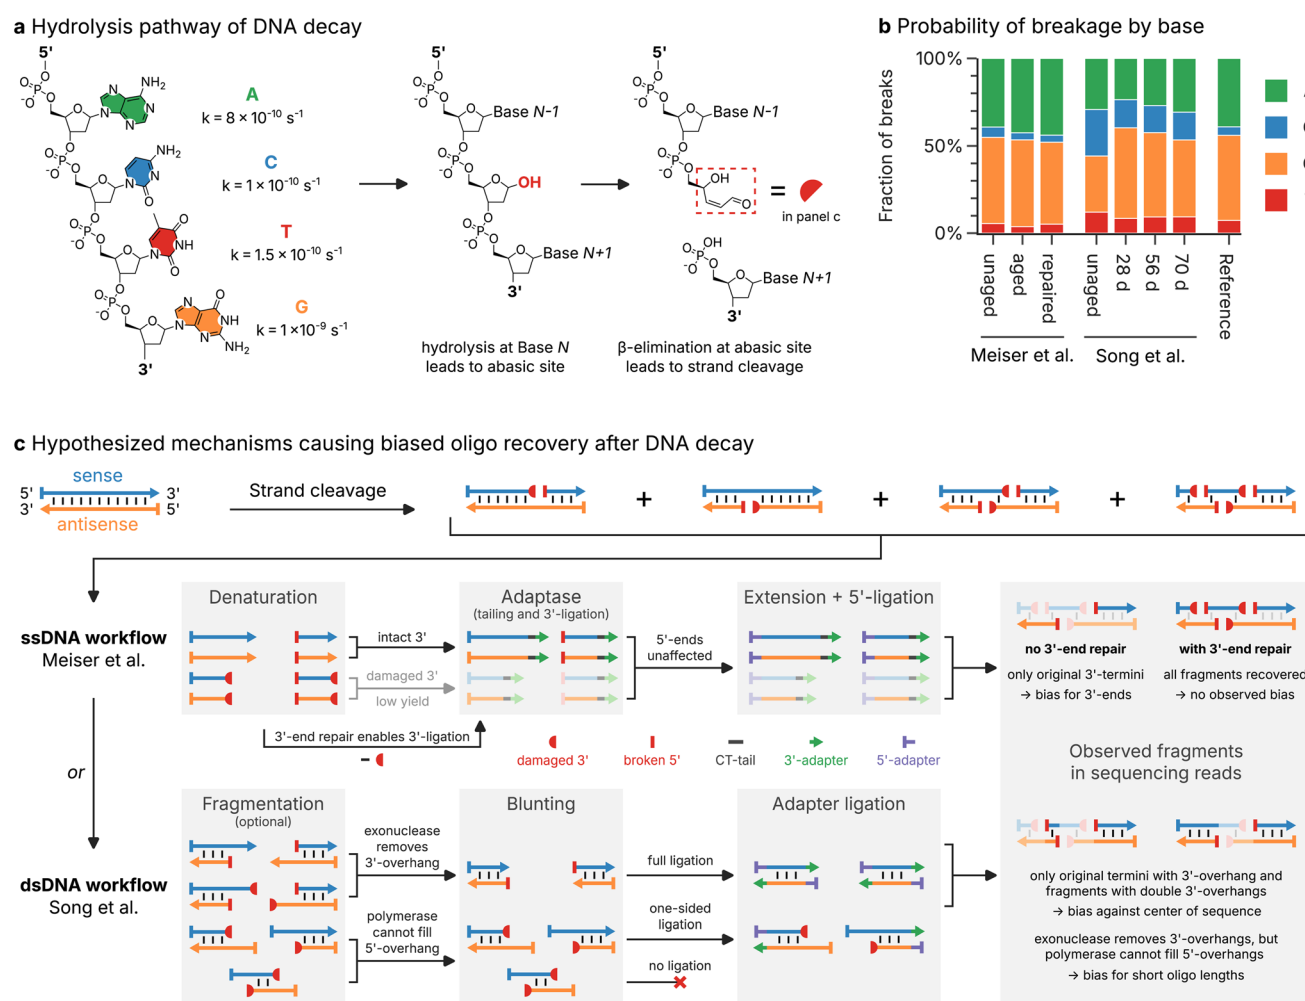 a Hydrolysis pathway of DNA decay
5'
O
O
P
-O
O
O
N
N
NH₂
N
N
A
k = 8 × 10⁻¹⁰ s⁻¹
O
O
P
-O
O
O
N
NH₂
N
O
C
k = 1 × 10⁻¹⁰ s⁻¹
O
O
P
-O
O
O
N
O
NH
O
T
k = 1.5 × 10⁻¹⁰ s⁻¹
O
O
P
-O
O
O
N
N
O
NH
N
NH₂
G
k = 1 ×10⁻⁹ s⁻¹
3'
5'
O
O
P
-O
O
O
Base N-1
O
O
P
-O
O
O
OH
O
O
P
-O
O
O
Base N+1
3'
hydrolysis at Base N
leads to abasic site
5'
O
O
P
-O
O
O
Base N-1
O
O
P
-O
O
OH
O
=
in panel c
OH
O
P
-O
O
O
Base N+1
3'
β-elimination at abasic site
leads to strand cleavage
b Probability of breakage by base
Fraction of breaks
100%
50%
0%
unaged
aged
repaired
unaged
28 d
56 d
70 d
Reference
Meiser et al.
Song et al.
c Hypothesized mechanisms causing biased oligo recovery after DNA decay
sense
5' 3'
3' 5'
antisense
Strand cleavage
+
+
+
ssDNA workflow
Meiser et al.
Denaturation
intact 3'
damaged 3'
low yield
Adaptase
(tailing and 3'-ligation)
5'-ends
unaffected
Extension + 5'-ligation
no 3'-end repair
only original 3'-termini
→ bias for 3'-ends
with 3'-end repair
all fragments recovered
→ no observed bias
3'-end repair enables 3'-ligation
damaged 3'
broken 5'
CT-tail
3'-adapter
5'-adapter
or
Observed fragments
in sequencing reads
dsDNA workflow
Song et al.
Fragmentation
(optional)
exonuclease
removes
3'-overhang
polymerase
cannot fill
5'-overhang
Blunting
full ligation
one-sided
ligation
no ligation
Adapter ligation
only original termini with 3'-overhang and
fragments with double 3'-overhangs
→ bias against center of sequence
exonuclease removes 3'-overhangs, but
polymerase cannot fill 5'-overhangs
→ bias for short oligo lengths